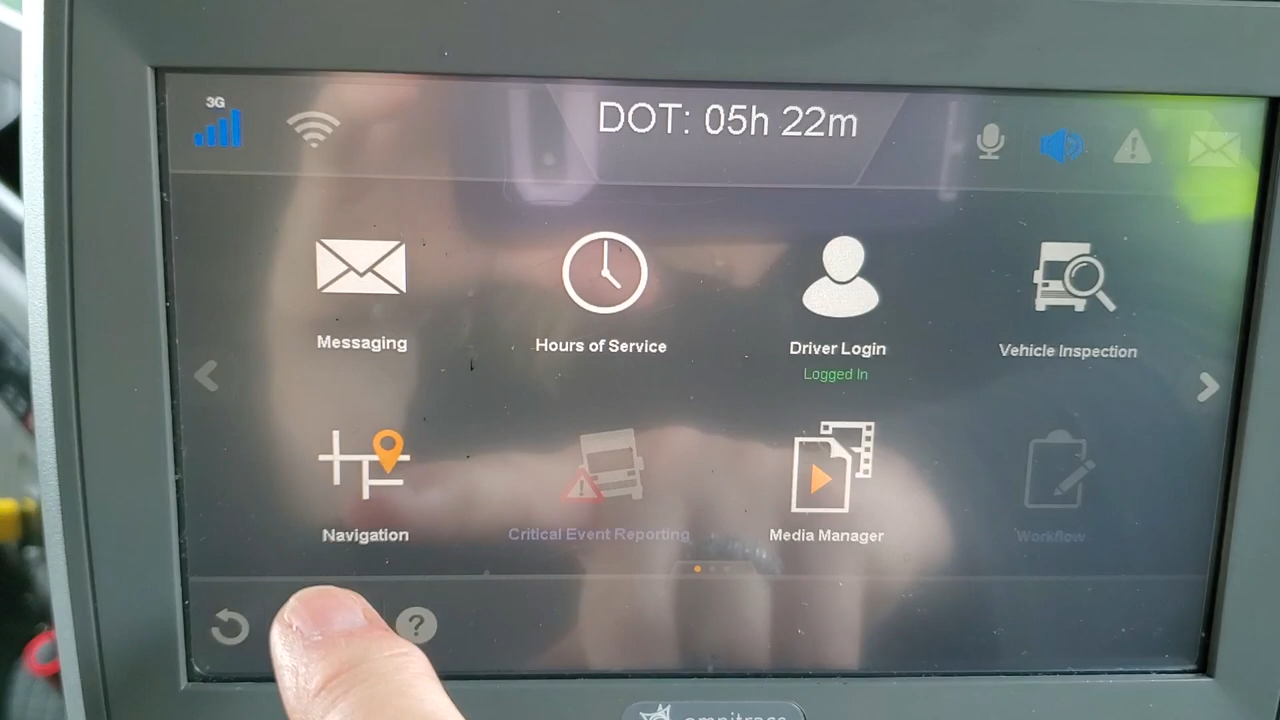 3G
DOT: 05h 22m
Messaging
Hours of Service
Driver Login
Vehicle Inspection
Logged In
Navigation
Critical Event Reporting
Media Manager
Workflow
?